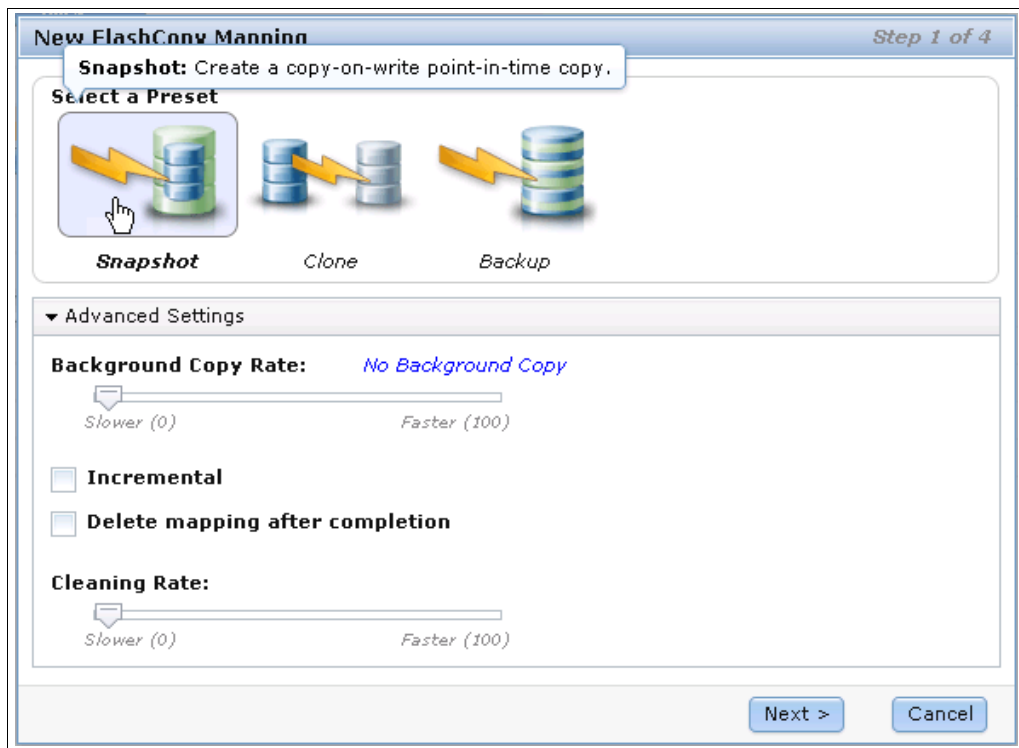 New FlashCopy Mapping
Step 1 of 4
Snapshot: Create a copy-on-write point-in-time copy.
Select a Preset
Snapshot
Clone
Backup
Advanced Settings
Background Copy Rate: No Background Copy
Slower (0) Faster (100)
Incremental
Delete mapping after completion
Cleaning Rate:
Slower (0) Faster (100)
Next >
Cancel